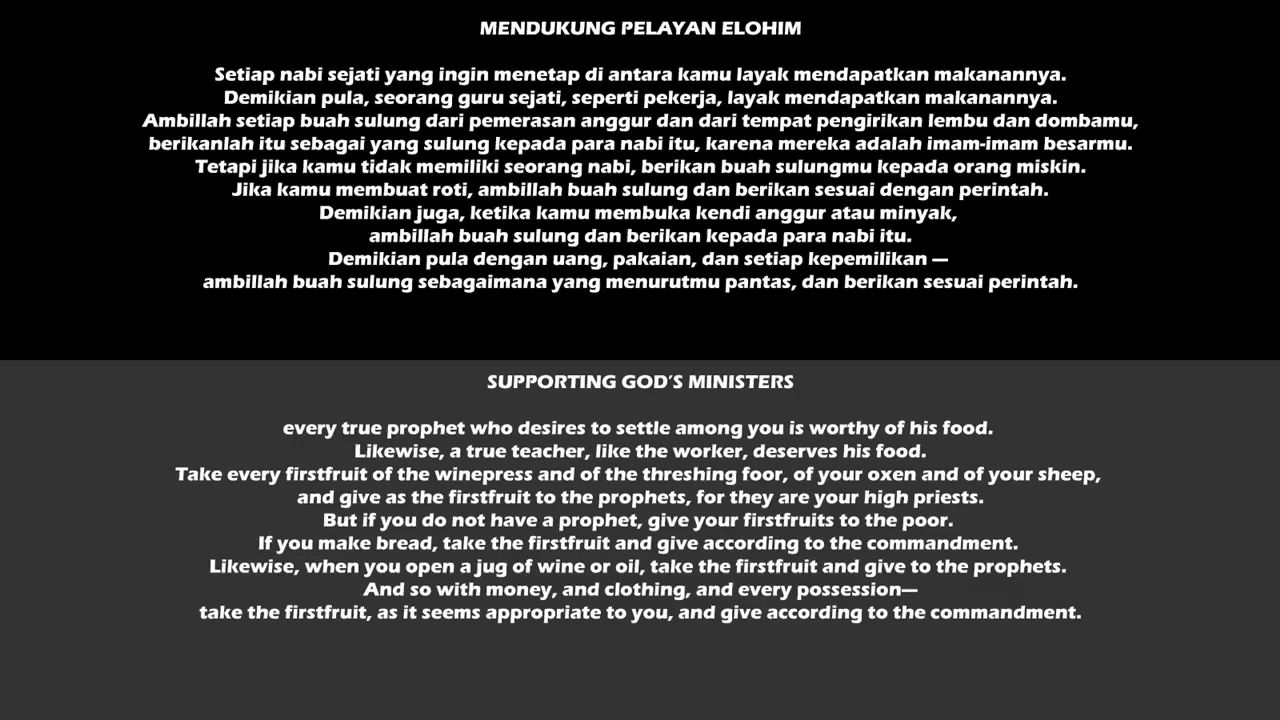 MENDUKUNG PELAYAN ELOHIM
Setiap nabi sejati yang ingin menetap di antara kamu layak mendapatkan makanannya.
Demikian pula, seorang guru sejati, seperti pekerja, layak mendapatkan makanannya.
Ambillah setiap buah sulung dari pemerasan anggur dan dari tempat pengirikan lembu dan dombamu,
berikanlah itu sebagai yang sulung kepada para nabi itu, karena mereka adalah imam-imam besarmu.
Tetapi jika kamu tidak memiliki seorang nabi, berikan buah sulungmu kepada orang miskin.
Jika kamu membuat roti, ambillah buah sulung dan berikan sesuai dengan perintah.
Demikian juga, ketika kamu membuka kendi anggur atau minyak,
ambillah buah sulung dan berikan kepada para nabi itu.
Demikian pula dengan uang, pakaian, dan setiap kepemilikan —
ambillah buah sulung sebagaimana yang menurutmu pantas, dan berikan sesuai perintah.
SUPPORTING GOD'S MINISTERS
every true prophet who desires to settle among you is worthy of his food.
Likewise, a true teacher, like the worker, deserves his food.
Take every firstfruit of the winepress and of the threshing foor, of your oxen and of your sheep,
and give as the firstfruit to the prophets, for they are your high priests.
But if you do not have a prophet, give your firstfruits to the poor.
If you make bread, take the firstfruit and give according to the commandment.
Likewise, when you open a jug of wine or oil, take the firstfruit and give to the prophets.
And so with money, and clothing, and every possession—
take the firstfruit, as it seems appropriate to you, and give according to the commandment.